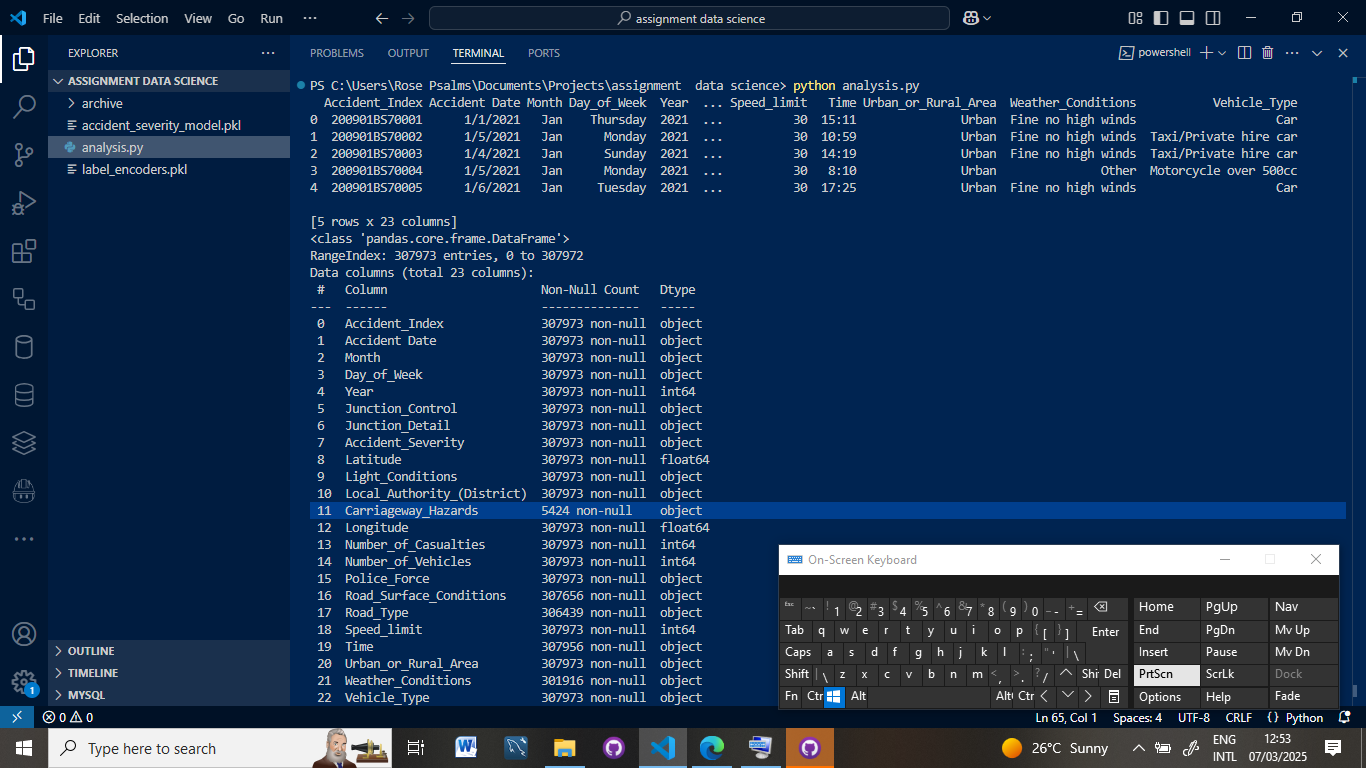 File Edit Selection View Go Run ··· assignment data science
EXPLORER ···
ASSIGNMENT DATA SCIENCE
archive
accident_severity_model.pkl
analysis.py
label_encoders.pkl
OUTLINE
TIMELINE
MYSQL
PROBLEMS OUTPUT TERMINAL PORTS powershell
PS C:\Users\Rose Psalms\Documents\Projects\assignment  data science> python analysis.py
Accident_Index Accident Date Month Day_of_Week Year ... Speed_limit Time Urban_or_Rural_Area Weather_Conditions Vehicle_Type
0 200901BS70001 1/1/2021 Jan Thursday 2021 ... 30 15:11 Urban Fine no high winds Car
1 200901BS70002 1/5/2021 Jan Monday 2021 ... 30 10:59 Urban Fine no high winds Taxi/Private hire car
2 200901BS70003 1/4/2021 Jan Sunday 2021 ... 30 14:19 Urban Fine no high winds Taxi/Private hire car
3 200901BS70004 1/5/2021 Jan Monday 2021 ... 30 8:10 Urban Other Motorcycle over 500cc
4 200901BS70005 1/6/2021 Jan Tuesday 2021 ... 30 17:25 Urban Fine no high winds Car
[5 rows x 23 columns]
<class 'pandas.core.frame.DataFrame'>
RangeIndex: 307973 entries, 0 to 307972
Data columns (total 23 columns):
# Column Non-Null Count Dtype
--- ------ -------------- -----
0 Accident_Index 307973 non-null object
1 Accident Date 307973 non-null object
2 Month 307973 non-null object
3 Day_of_Week 307973 non-null object
4 Year 307973 non-null int64
5 Junction_Control 307973 non-null object
6 Junction_Detail 307973 non-null object
7 Accident_Severity 307973 non-null object
8 Latitude 307973 non-null float64
9 Light_Conditions 307973 non-null object
10 Local_Authority_(District) 307973 non-null object
11 Carriageway_Hazards 5424 non-null object
12 Longitude 307973 non-null float64
13 Number_of_Casualties 307973 non-null int64
14 Number_of_Vehicles 307973 non-null int64
15 Police_Force 307973 non-null object
16 Road_Surface_Conditions 307656 non-null object
17 Road_Type 306439 non-null object
18 Speed_limit 307973 non-null int64
19 Time 307956 non-null object
20 Urban_or_Rural_Area 307973 non-null object
21 Weather_Conditions 301916 non-null object
22 Vehicle_Type 307973 non-null object
On-Screen Keyboard
esc ~ ` ! 1 @ 2 # 3 $ 4 % 5 ^ 6 & 7 * 8 ( 9 ) 0 _ - + = Home PgUp Nav
Tab q w e r t y u i o p { [ } ] Enter End PgDn Mv Up
Caps a s d f g h j k l : ; " ' | \ Insert Pause Mv Dn
Shift | \ z x c v b n m < , > . ? / Shi Del PrtScn ScrLk Dock
Fn Ctr Alt Alt Ctr Options Help Fade
1
0 0 Ln 65, Col 1 Spaces: 4 UTF-8 CRLF {} Python
Type here to search 26°C Sunny ENG INTL 12:53 07/03/2025